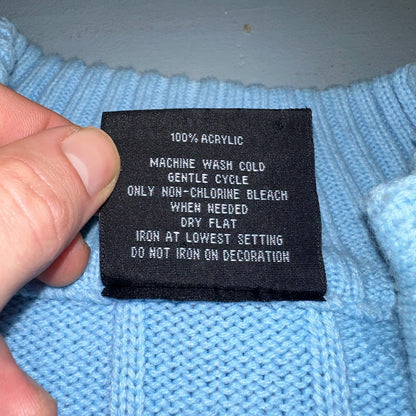 100% ACRYLIC
MACHINE WASH COLD
GENTLE CYCLE
ONLY NON-CHLORINE BLEACH
WHEN NEEDED
DRY FLAT
IRON AT LOWEST SETTING
DO NOT IRON ON DECORATION